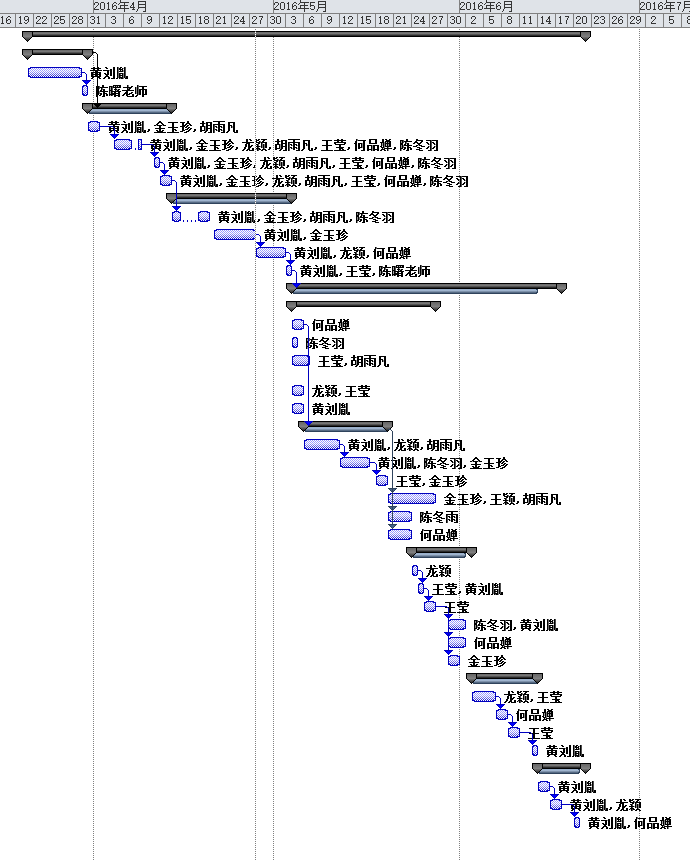 2016年4月 2016年5月 2016年6月 2016年7月
16 19 22 25 28 31 3 6 9 12 15 18 21 24 27 30 3 6 9 12 15 18 21 24 27 30 2 5 8 11 14 17 20 23 26 29 2 5 8
黄刘胤
陈曙老师
黄刘胤, 金玉珍, 胡雨凡
黄刘胤, 金玉珍, 龙颖, 胡雨凡, 王莹, 何品婵, 陈冬羽
黄刘胤, 金玉珍, 龙颖, 胡雨凡, 王莹, 何品婵, 陈冬羽
黄刘胤, 金玉珍, 龙颖, 胡雨凡, 王莹, 何品婵, 陈冬羽
黄刘胤, 金玉珍, 胡雨凡, 陈冬羽
黄刘胤, 金玉珍
黄刘胤, 龙颖, 何品婵
黄刘胤, 王莹, 陈曙老师
何品婵
陈冬羽
王莹, 胡雨凡
龙颖, 王莹
黄刘胤
黄刘胤, 龙颖, 胡雨凡
黄刘胤, 陈冬羽, 金玉珍
王莹, 金玉珍
金玉珍, 王颖, 胡雨凡
陈冬雨
何品婵
龙颖
王莹, 黄刘胤
王莹
陈冬羽, 黄刘胤
何品婵
金玉珍
龙颖, 王莹
何品婵
王莹
黄刘胤
黄刘胤
黄刘胤, 龙颖
黄刘胤, 何品婵